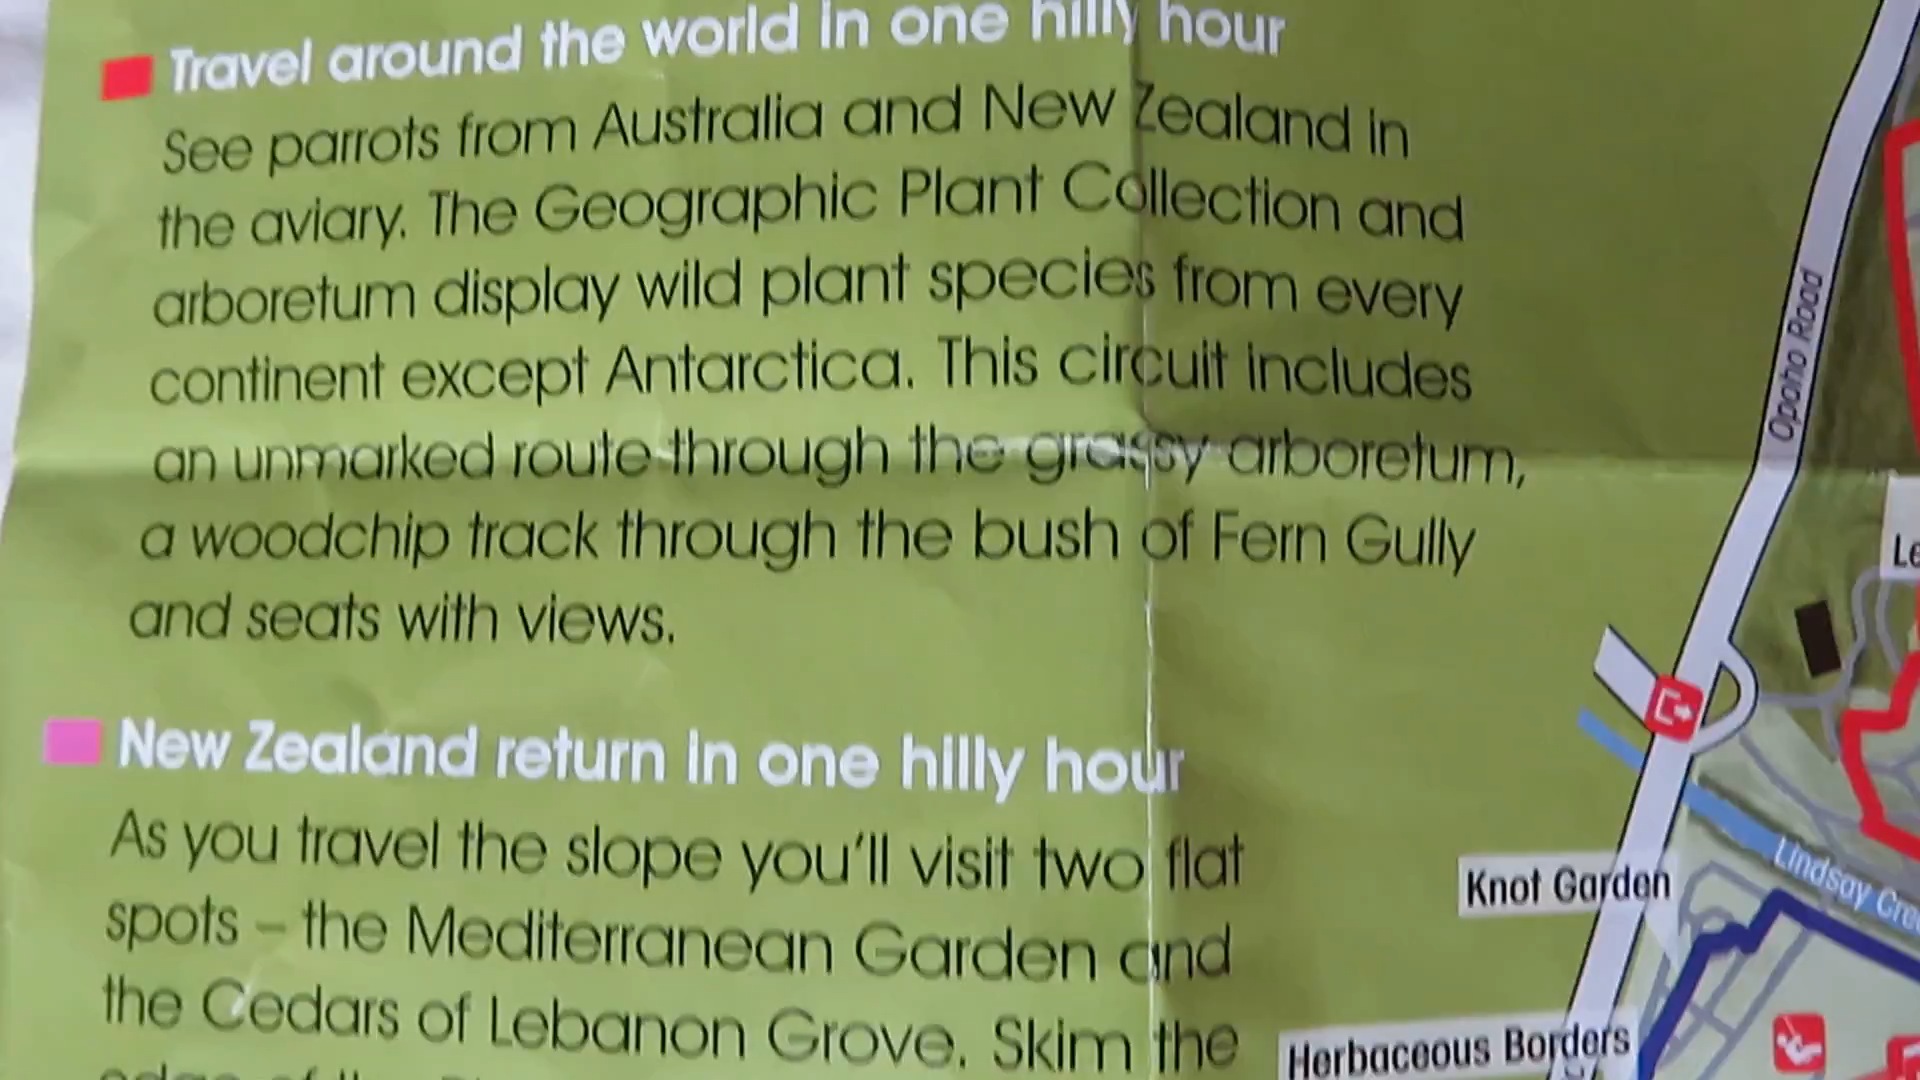 Travel around the world in one hilly hour
See parrots from Australia and New Zealand in
the aviary. The Geographic Plant Collection and
arboretum display wild plant species from every
continent except Antarctica. This circuit includes
an unmarked route through the grassy arboretum,
a woodchip track through the bush of Fern Gully
and seats with views.
New Zealand return in one hilly hour
As you travel the slope you'll visit two flat
spots – the Mediterranean Garden and
the Cedars of Lebanon Grove. Skim the
Opoho Road
Le
Knot Garden
Lindsay Cre
Herbaceous Borders